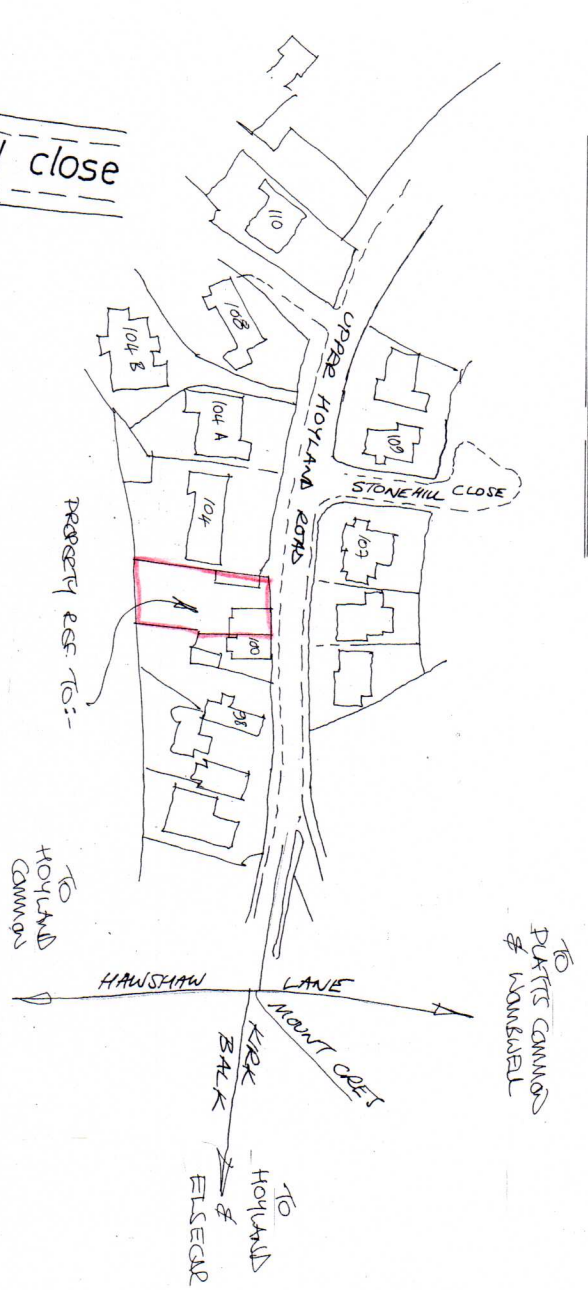 close
110
UPPER HOYLAND ROAD
108
109
104 B
104 A
STONEHILL CLOSE
104
107
PROPERTY REF TO:-
100
98
TO
HOYLAND
COMMON
TO
PLATTS COMMON
& WOMBWELL
HAWSHAW LANE
MOUNT CRES
KIRK
BALK
TO
HOYLAND
&
ELSECAR